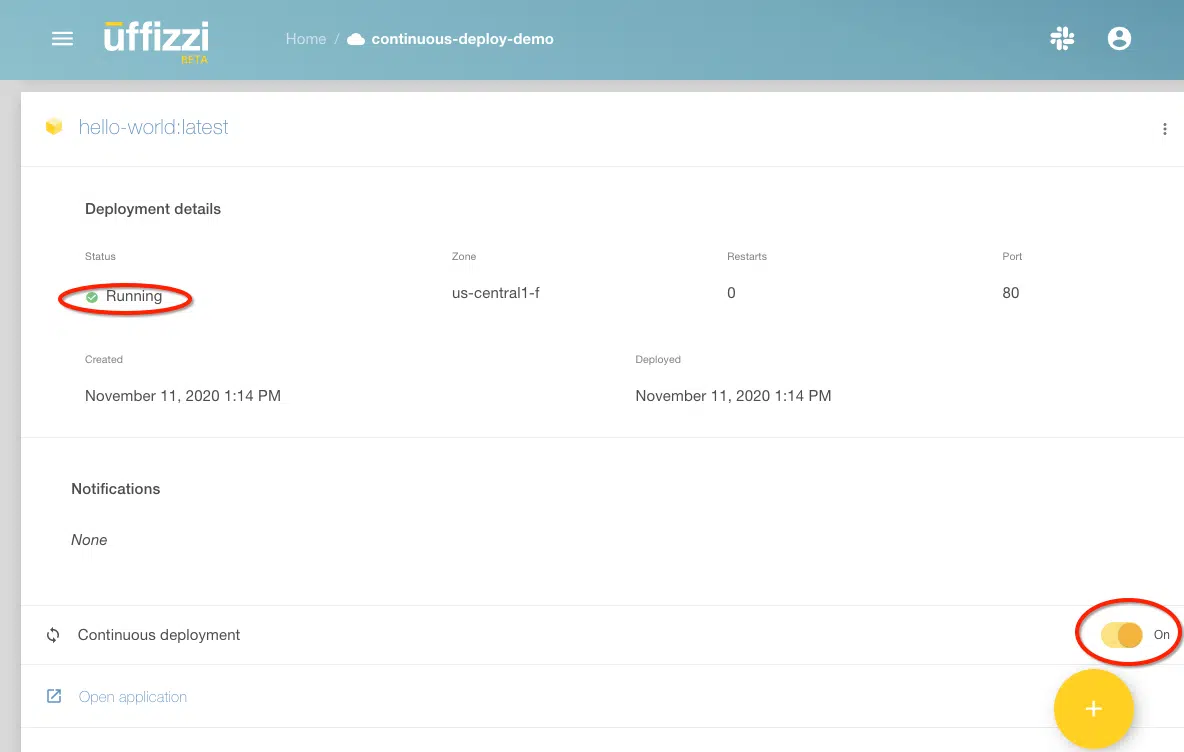 ūffizzi
BETA
Home / continuous-deploy-demo
hello-world:latest
Deployment details
Status Zone Restarts Port
Running us-central1-f 0 80
Created Deployed
November 11, 2020 1:14 PM November 11, 2020 1:14 PM
Notifications
None
Continuous deployment On
Open application
+